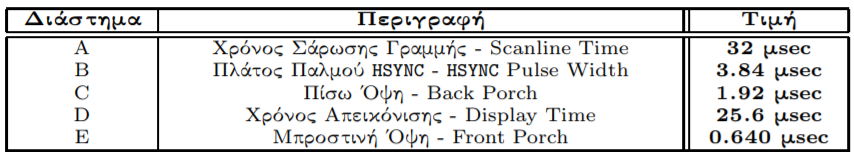 Διάστημα Περιγραφή Τιμή
A Χρόνος Σάρωσης Γραμμής - Scanline Time 32 μsec
B Πλάτος Παλμού HSYNC - HSYNC Pulse Width 3.84 μsec
C Πίσω Όψη - Back Porch 1.92 μsec
D Χρόνος Απεικόνισης - Display Time 25.6 μsec
E Μπροστινή Όψη - Front Porch 0.640 μsec